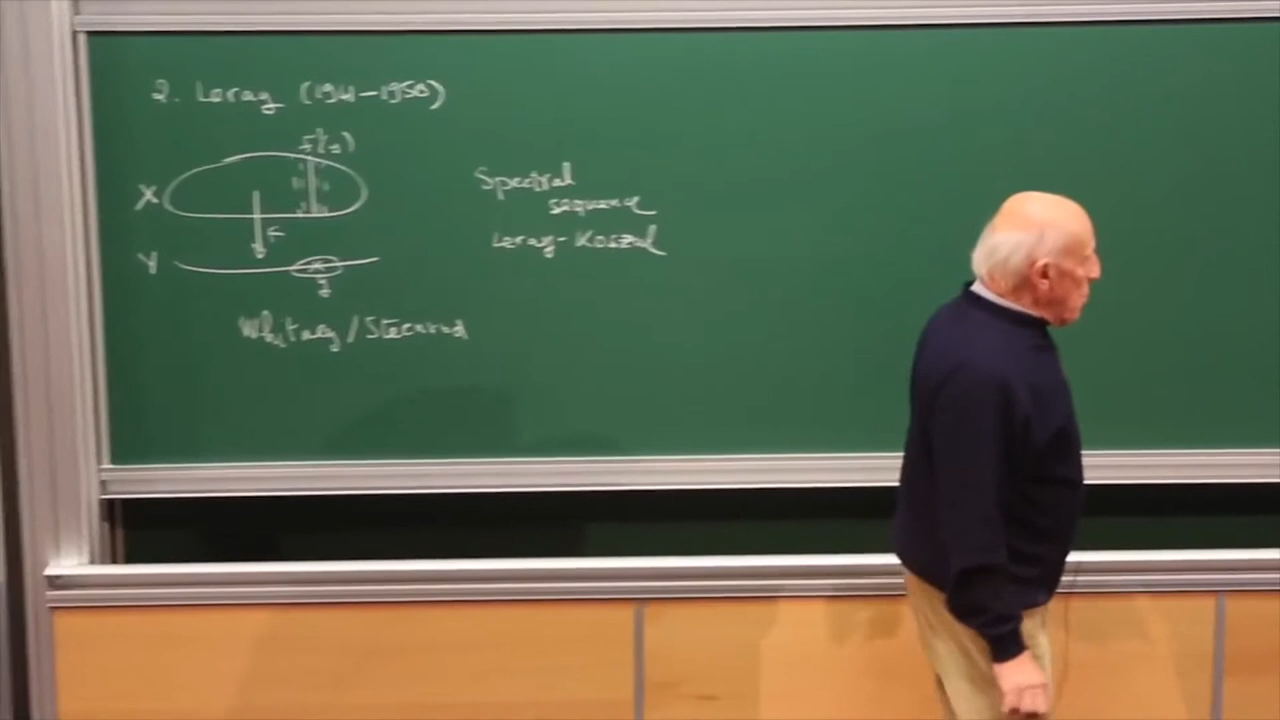 2. Leray (1941-1950)
f⁻¹(y)
X
Spectral
sequence
F
Leray-Koszul
Y
y
Whitney/Steenrod